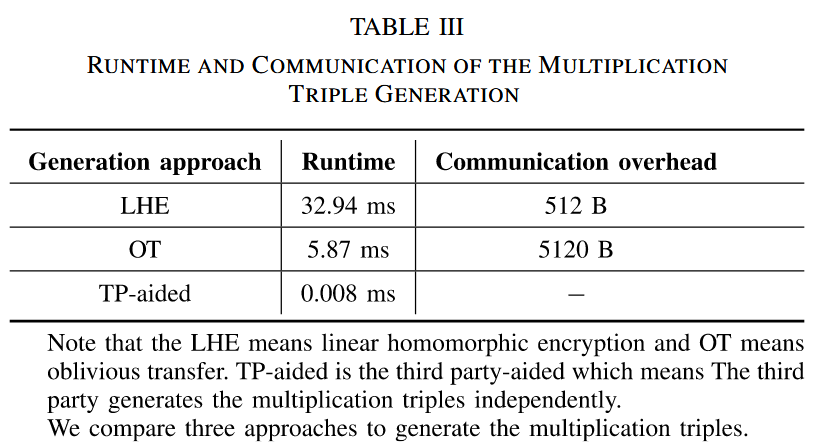 TABLE III
RUNTIME AND COMMUNICATION OF THE MULTIPLICATION
TRIPLE GENERATION
Generation approach Runtime Communication overhead
LHE 32.94 ms 512 B
OT 5.87 ms 5120 B
TP-aided 0.008 ms −
Note that the LHE means linear homomorphic encryption and OT means
oblivious transfer. TP-aided is the third party-aided which means The third
party generates the multiplication triples independently.
We compare three approaches to generate the multiplication triples.